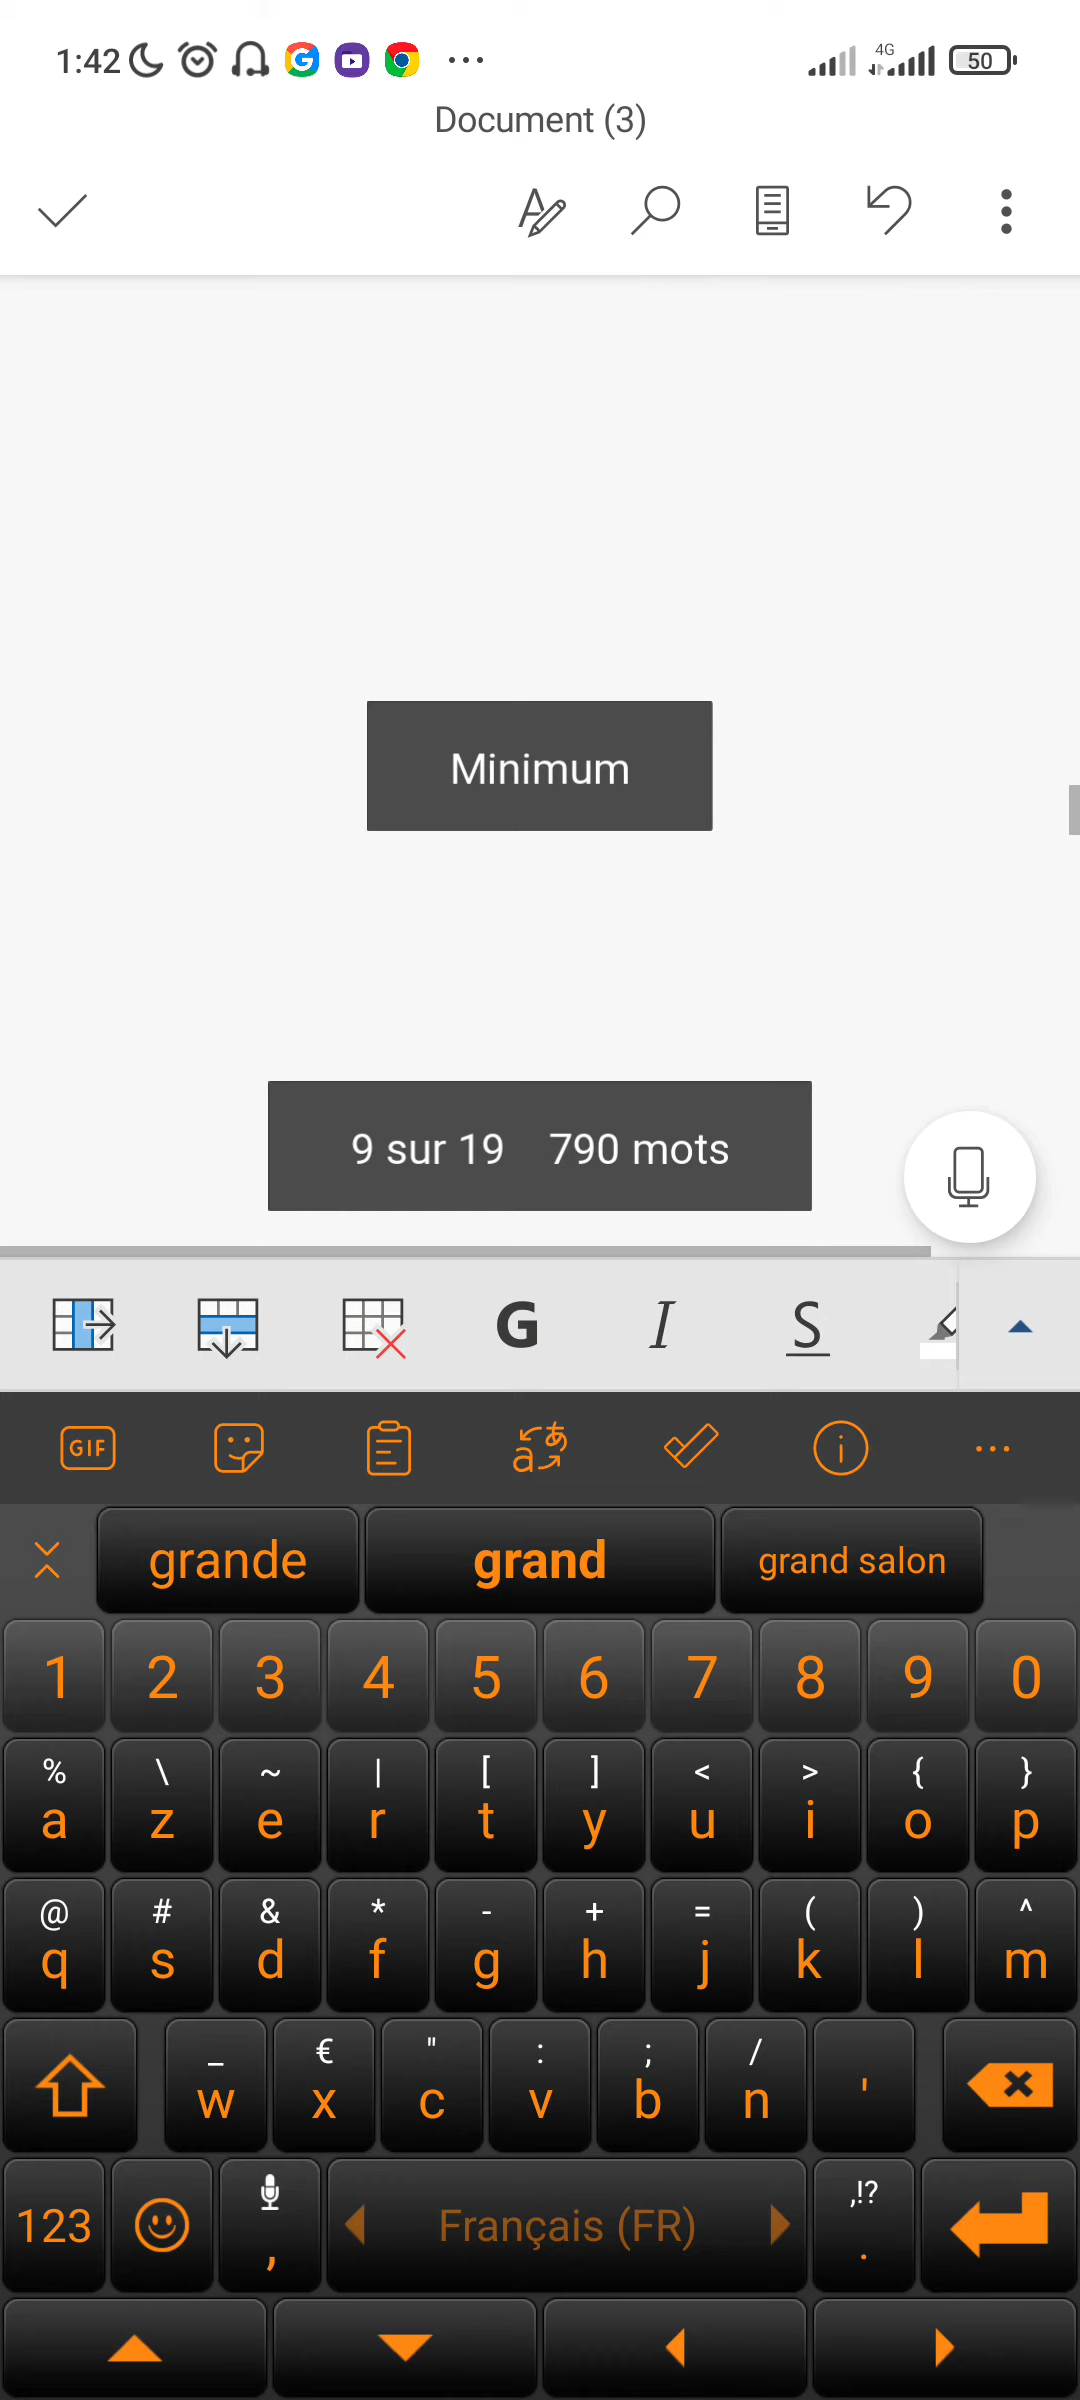 1:42 4G 50
Document (3)
Minimum
9 sur 19 790 mots
G I S
GIF
grande grand grand salon
1 2 3 4 5 6 7 8 9 0
% \ ~ | [ ] < > { }
a z e r t y u i o p
@ # & * - + = ( ) ^
q s d f g h j k l m
_ € " : ; /
w x c v b n '
,!?
123 , Français (FR) .